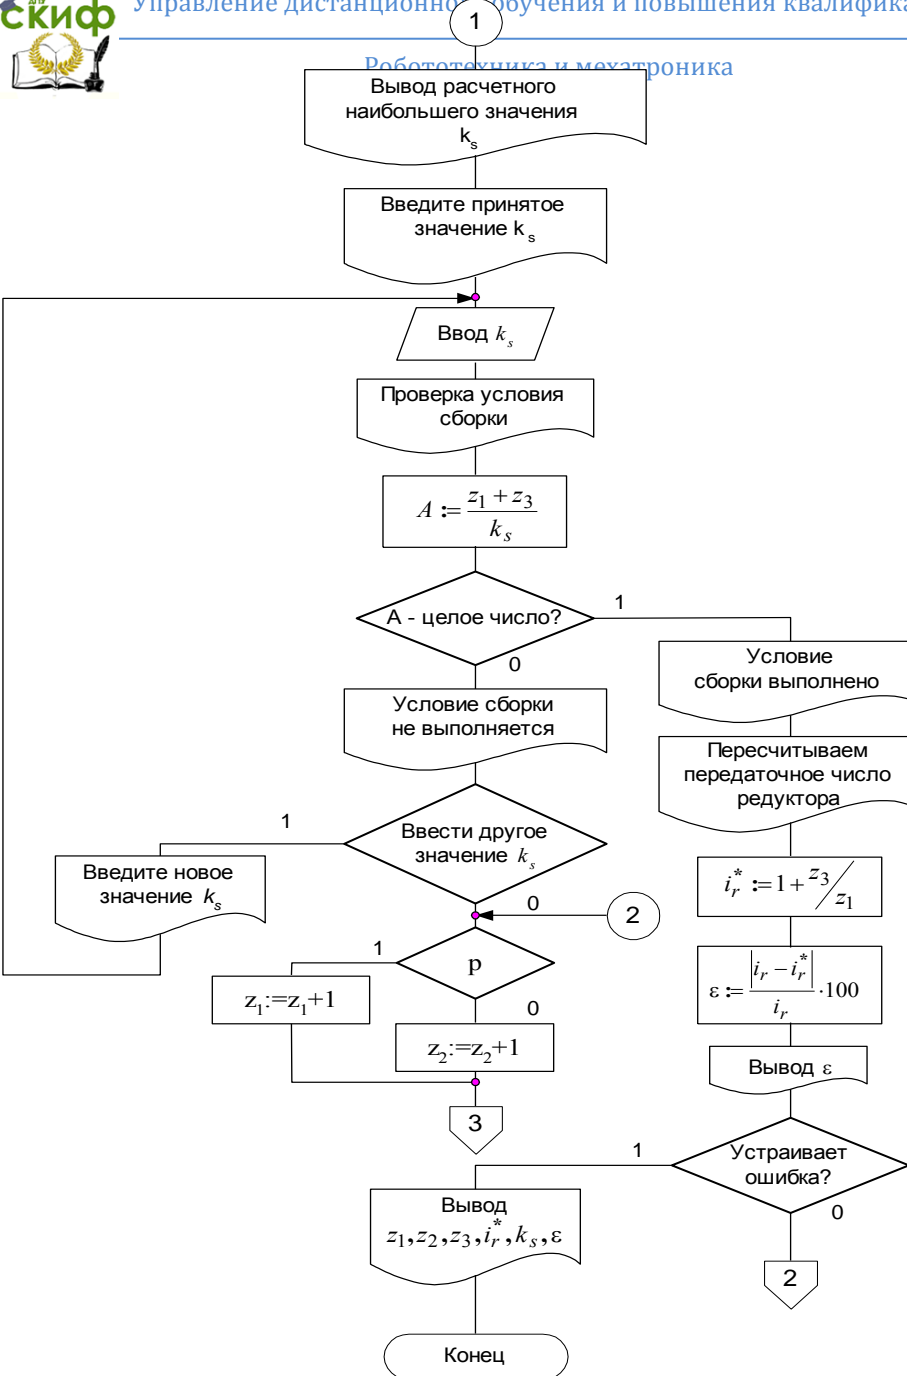 скиф
Управление дистанционно обучения и повышения квалифика
1
Робототехника и мехатроника
Вывод расчетного
наибольшего значения
k_s
Введите принятое
значение k_s
Ввод k_s
Проверка условия
сборки
A := (z_1 + z_3) / k_s
А - целое число?
1
0
Условие
сборки выполнено
Условие сборки
не выполняется
Пересчитываем
передаточное число
редуктора
1
Ввести другое
значение k_s
Введите новое
значение k_s
i_r^* := 1 + z_3/z_1
0
2
1
p
z_1:=z_1+1
0
z_2:=z_2+1
ε := |i_r − i_r^*| / i_r · 100
Вывод ε
3
1
Устраивает
ошибка?
0
Вывод
z_1, z_2, z_3, i_r^*, k_s, ε
2
Конец